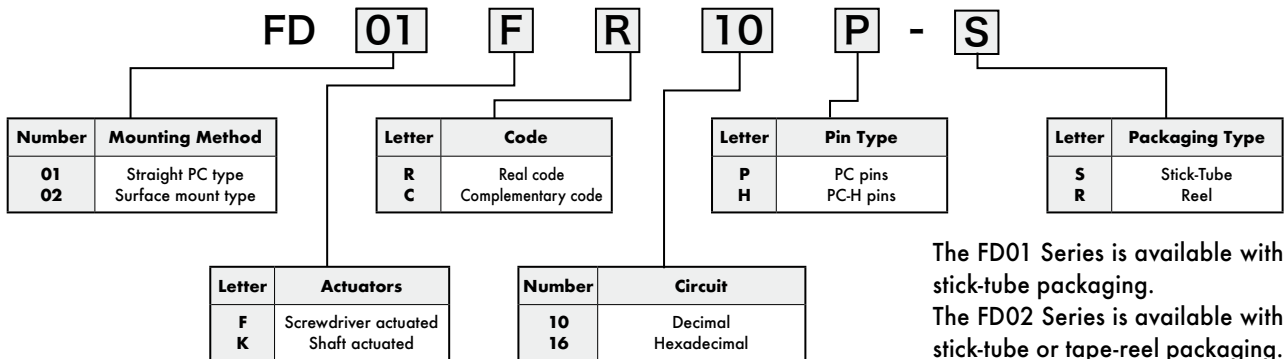 FD 01 F R 10 P - S
Number Mounting Method
01 Straight PC type
02 Surface mount type
Letter Code
R Real code
C Complementary code
Letter Pin Type
P PC pins
H PC-H pins
Letter Packaging Type
S Stick-Tube
R Reel
Letter Actuators
F Screwdriver actuated
K Shaft actuated
Number Circuit
10 Decimal
16 Hexadecimal
The FD01 Series is available with
stick-tube packaging.
The FD02 Series is available with
stick-tube or tape-reel packaging.